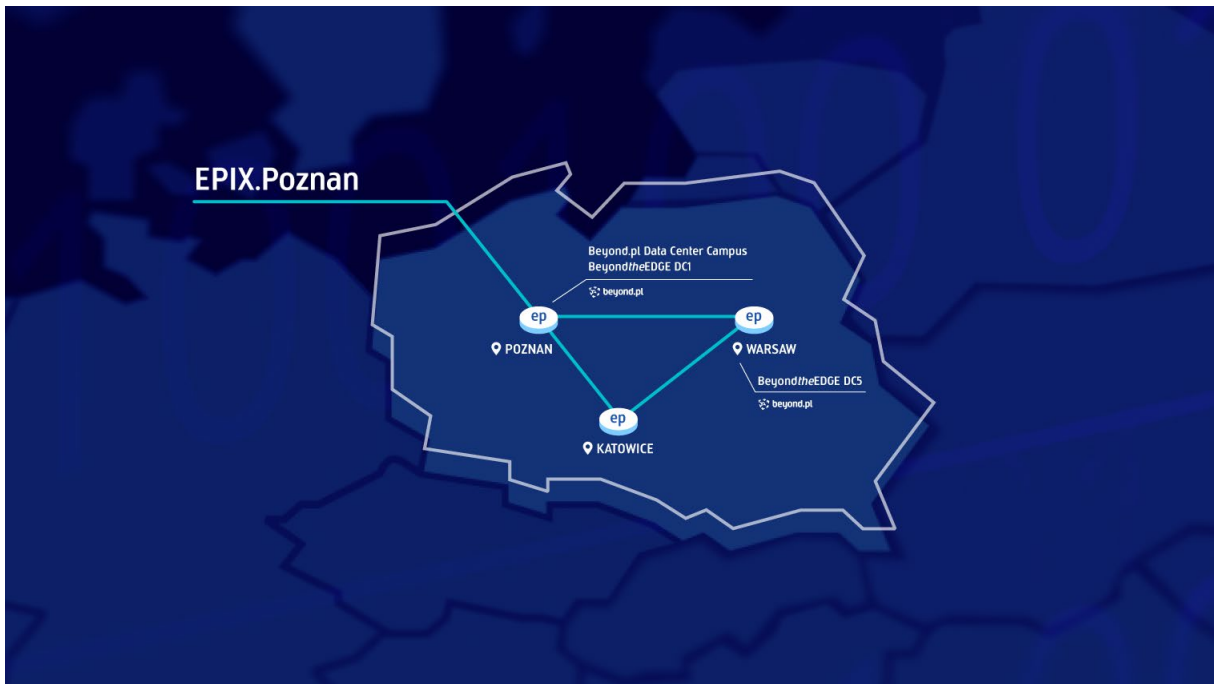 EPIX.Poznan
Beyond.pl Data Center Campus
BeyondtheEDGE DC1
beyond.pl
ep
ep
POZNAN
WARSAW
BeyondtheEDGE DC5
beyond.pl
ep
KATOWICE